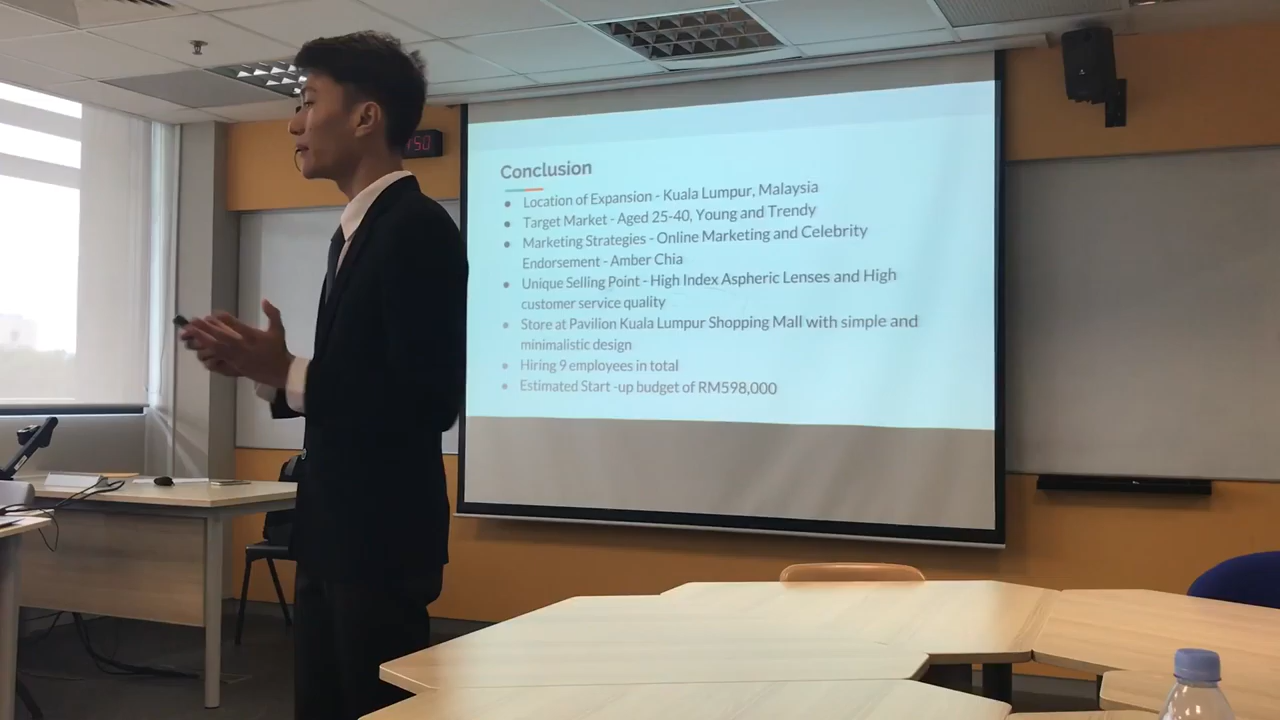 :50
Conclusion
Location of Expansion - Kuala Lumpur, Malaysia
Target Market - Aged 25-40, Young and Trendy
Marketing Strategies - Online Marketing and Celebrity
Endorsement - Amber Chia
Unique Selling Point - High Index Aspheric Lenses and High
customer service quality
Store at Pavilion Kuala Lumpur Shopping Mall with simple and
minimalistic design
Hiring 9 employees in total
Estimated Start -up budget of RM598,000